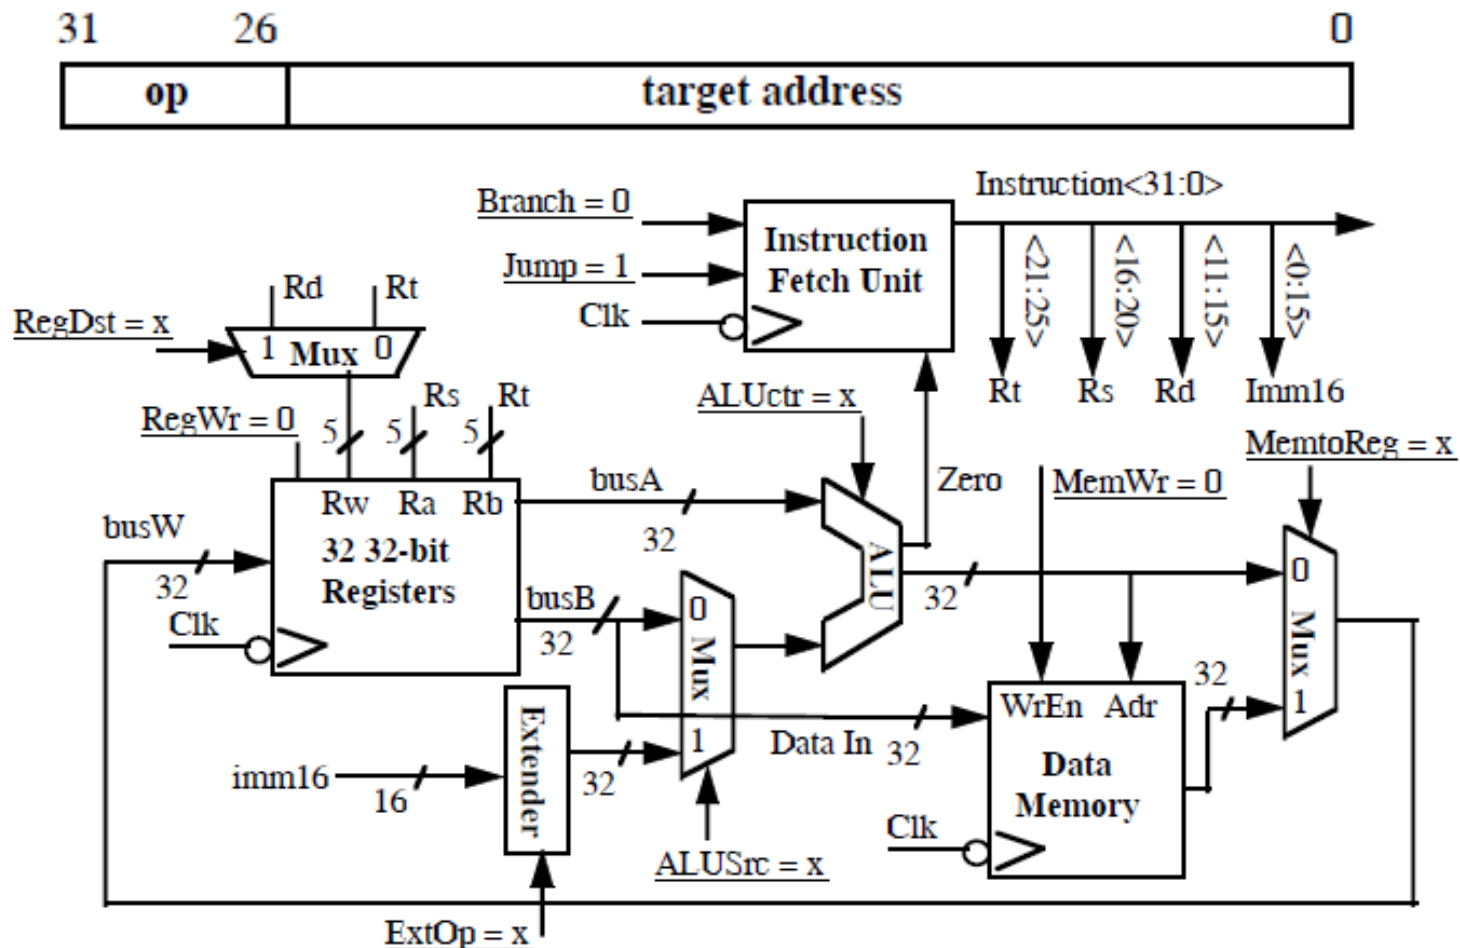 31 26 0
op target address
Branch = 0
Instruction<31:0>
Jump = 1
Instruction
Fetch Unit
Clk
<21:25>
<16:20>
<11:15>
<0:15>
Rt Rs Rd Imm16
Rd Rt
RegDst = x
1 Mux 0
RegWr = 0
5 5 5
Rs Rt
ALUctr = x
Zero
MemWr = 0
MemtoReg = x
busW
32
Rw Ra Rb
32 32-bit
Registers
Clk
busA
32
busB
32
0
Mux
1
ALU
32
0
Mux
1
imm16
16
Extender
32
ExtOp = x
ALUSrc = x
Data In
32
WrEn Adr
Data
Memory
Clk
32